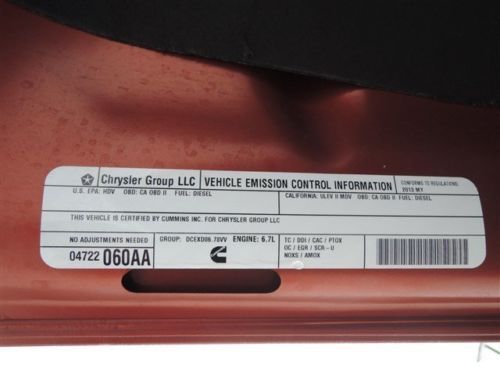 Chrysler Group LLC VEHICLE EMISSION CONTROL INFORMATION CONFORMS TO REGULATIONS: 2013 MY
U.S. EPA: HDV OBD: CA OBD II FUEL: DIESEL CALIFORNIA: ULEV II MDV OBD: CA OBD II FUEL: DIESEL
THIS VEHICLE IS CERTIFIED BY CUMMINS INC. FOR CHRYSLER GROUP LLC
NO ADJUSTMENTS NEEDED GROUP: DCEXD06.78VV ENGINE: 6.7L TC / DDI / CAC / PTOX
04722 060AA OC / EGR / SCR-U
NOXS / AMOX